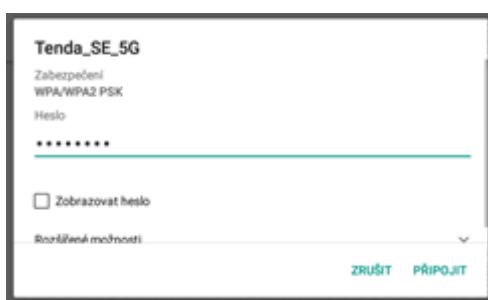 Tenda_SE_5G
Zabezpečení
WPA/WPA2 PSK
Heslo
••••••••
Zobrazovat heslo
Rozšířené možnosti
ZRUŠIT PŘIPOJIT